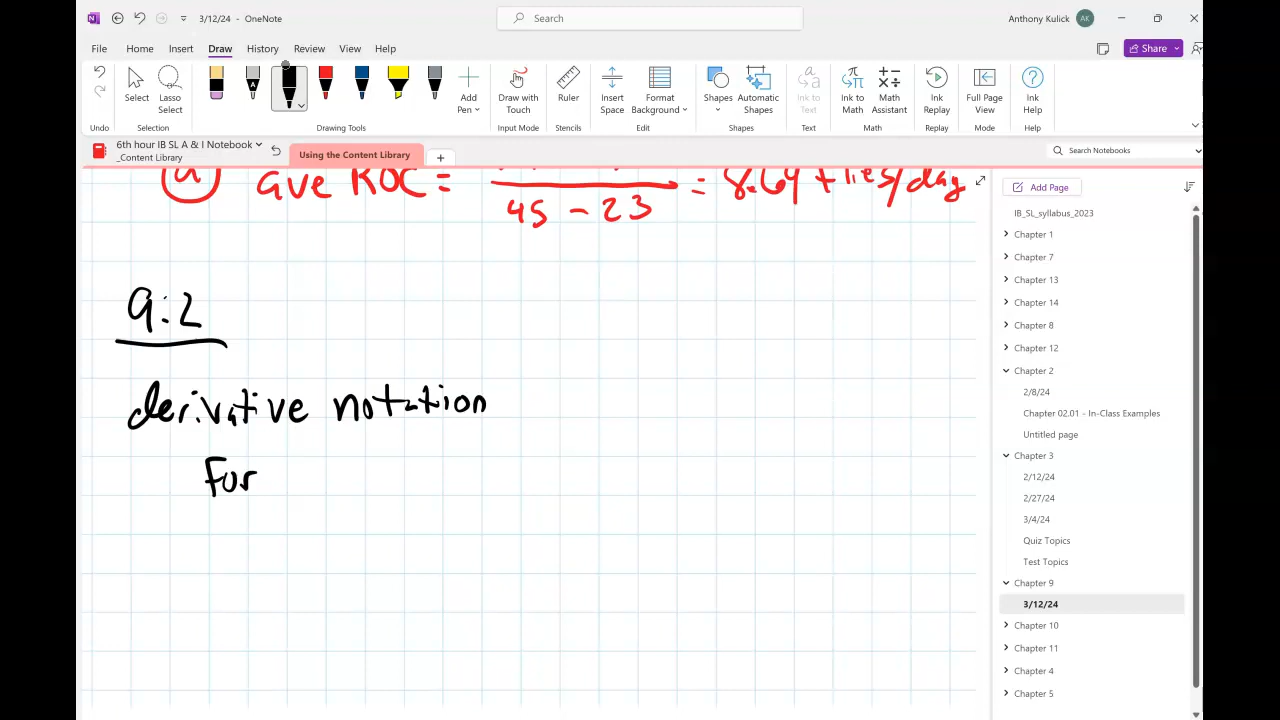 3/12/24 - OneNote
Search
Anthony Kulick
AK
File Home Insert Draw History Review View Help
Share
Select
Lasso Select
A
Add Pen
Draw with Touch
Ruler
Insert Space
Format Background
Shapes
Automatic Shapes
Ink to Text
Ink to Math
Math Assistant
Ink Replay
Full Page View
Ink Help
Undo Selection Drawing Tools Input Mode Stencils Edit Shapes Text Math Replay Mode Help
6th hour IB SL A & I Notebook
_Content Library
Using the Content Library
Search Notebooks
Add Page
IB_SL_syllabus_2023
Chapter 1
Chapter 7
Chapter 13
Chapter 14
Chapter 8
Chapter 12
Chapter 2
2/8/24
Chapter 02.01 - In-Class Examples
Untitled page
Chapter 3
2/12/24
2/27/24
3/4/24
Quiz Topics
Test Topics
Chapter 9
3/12/24
Chapter 10
Chapter 11
Chapter 4
Chapter 5
a ave ROC = = 8.64 flies/day
45 - 23
9.2
derivative notation
for